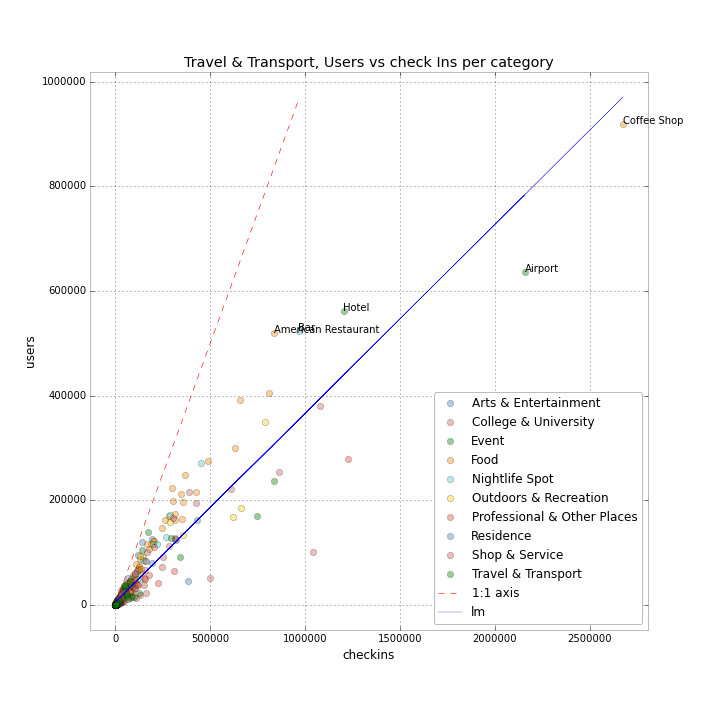 Travel & Transport, Users vs check Ins per category
1000000
800000
600000
400000
200000
0
users
Coffee Shop
Airport
Hotel
Bar
American Restaurant
Arts & Entertainment
College & University
Event
Food
Nightlife Spot
Outdoors & Recreation
Professional & Other Places
Residence
Shop & Service
Travel & Transport
1:1 axis
lm
0 500000 1000000 1500000 2000000 2500000
checkins